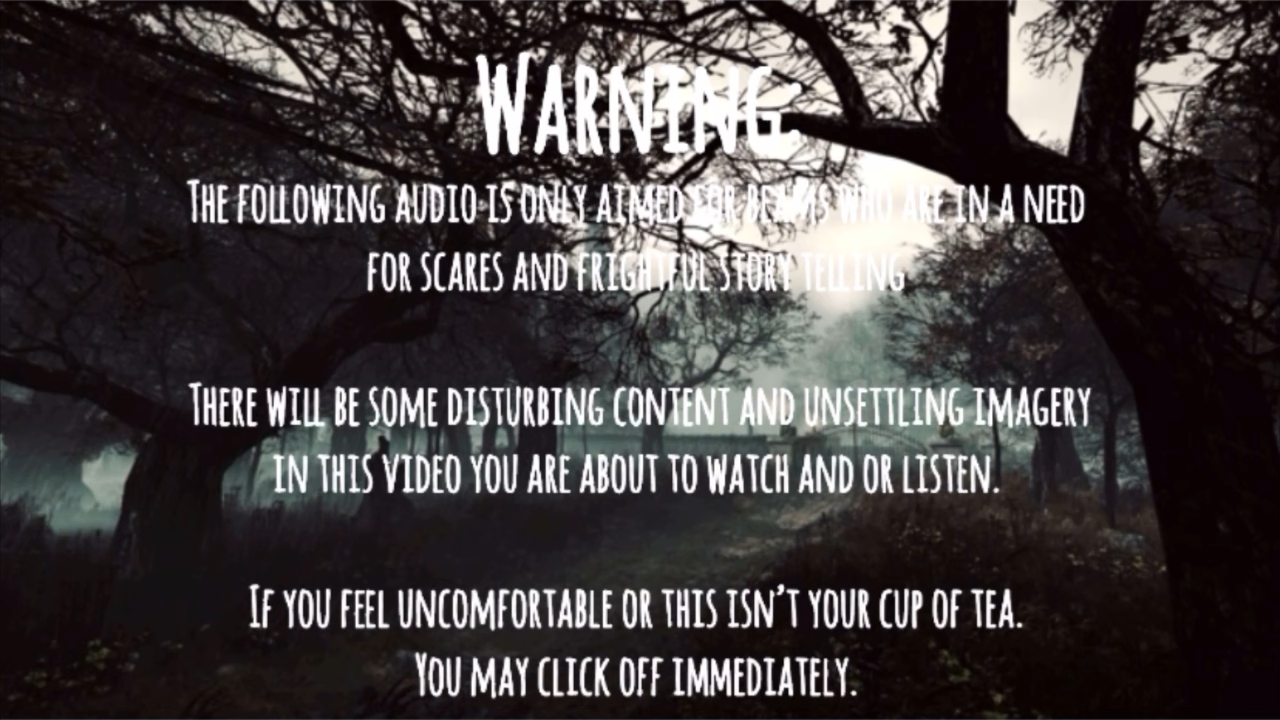 Warning:
The following audio is only aimed for beams who are in a need
for scares and frightful story telling
There will be some disturbing content and unsettling imagery
in this video you are about to watch and or listen.
If you feel uncomfortable or this isn't your cup of tea.
You may click off immediately.